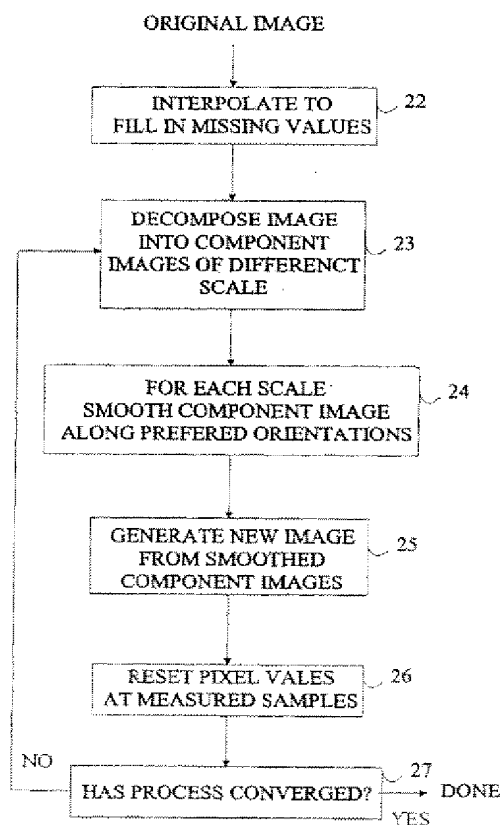 ORIGINAL IMAGE
INTERPOLATE TO
FILL IN MISSING VALUES
22
DECOMPOSE IMAGE
INTO COMPONENT
IMAGES OF DIFFERENCT
SCALE
23
FOR EACH SCALE
SMOOTH COMPONENT IMAGE
ALONG PREFERED ORIENTATIONS
24
GENERATE NEW IMAGE
FROM SMOOTHED
COMPONENT IMAGES
25
RESET PIXEL VALES
AT MEASURED SAMPLES
26
NO
HAS PROCESS CONVERGED?
27
DONE
YES